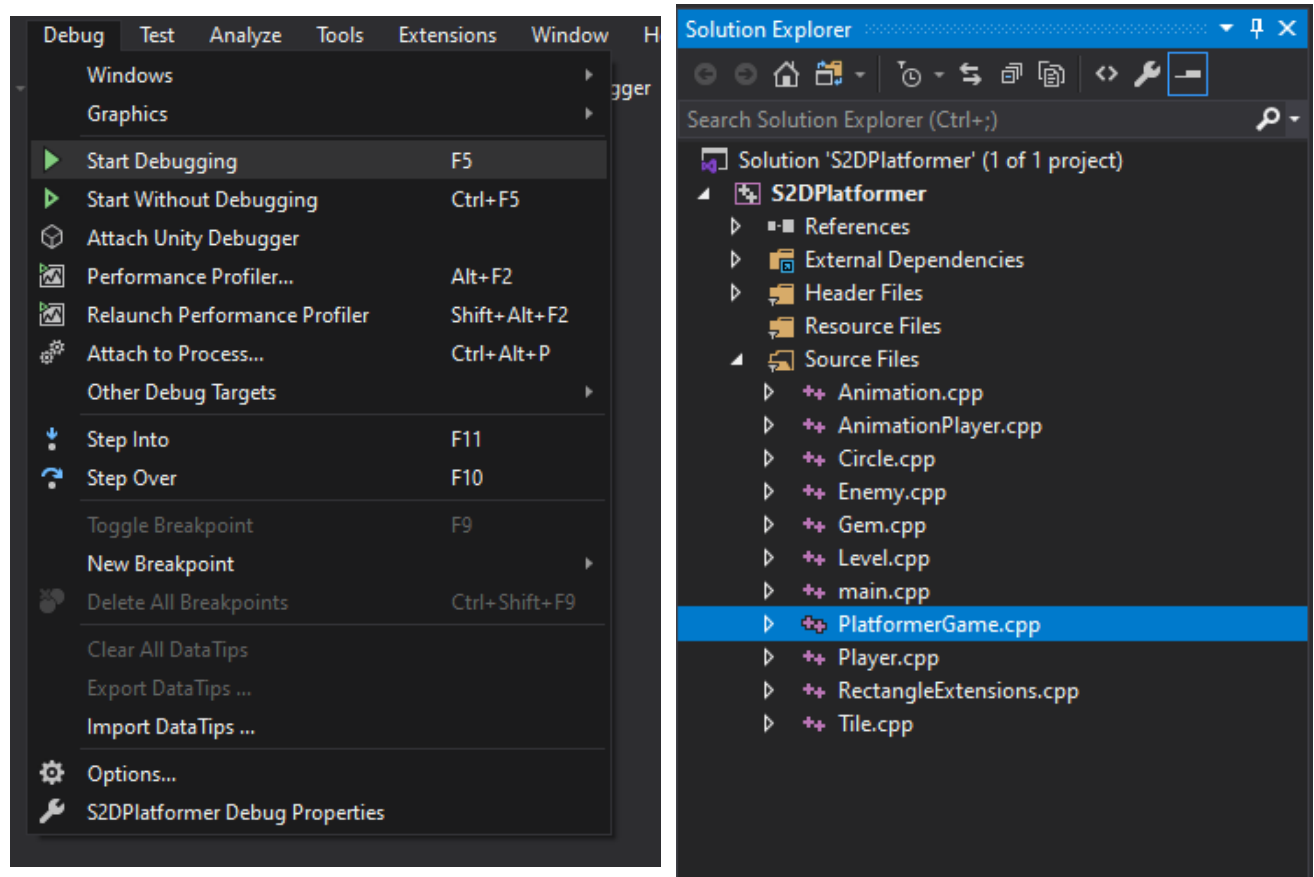 Debug Test Analyze Tools Extensions Window H
Windows
gger
Graphics
Start Debugging F5
Start Without Debugging Ctrl+F5
Attach Unity Debugger
Performance Profiler... Alt+F2
Relaunch Performance Profiler Shift+Alt+F2
Attach to Process... Ctrl+Alt+P
Other Debug Targets
Step Into F11
Step Over F10
Toggle Breakpoint F9
New Breakpoint
Delete All Breakpoints Ctrl+Shift+F9
Clear All DataTips
Export DataTips ...
Import DataTips ...
Options...
S2DPlatformer Debug Properties
Solution Explorer
Search Solution Explorer (Ctrl+;)
Solution 'S2DPlatformer' (1 of 1 project)
S2DPlatformer
References
External Dependencies
Header Files
Resource Files
Source Files
Animation.cpp
AnimationPlayer.cpp
Circle.cpp
Enemy.cpp
Gem.cpp
Level.cpp
main.cpp
PlatformerGame.cpp
Player.cpp
RectangleExtensions.cpp
Tile.cpp